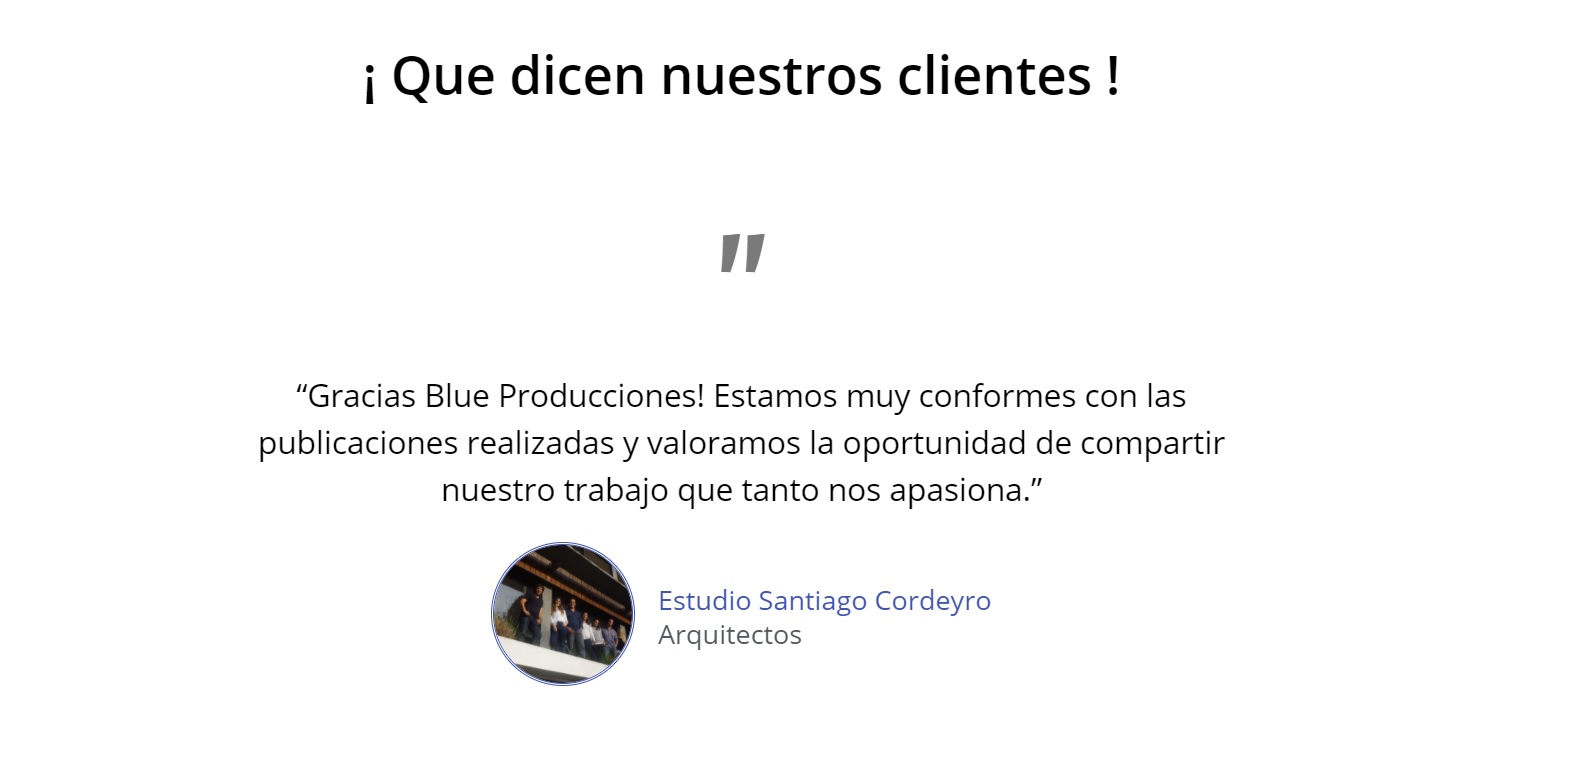 ¡ Que dicen nuestros clientes !
"
“Gracias Blue Producciones! Estamos muy conformes con las
publicaciones realizadas y valoramos la oportunidad de compartir
nuestro trabajo que tanto nos apasiona.”
Estudio Santiago Cordeyro
Arquitectos